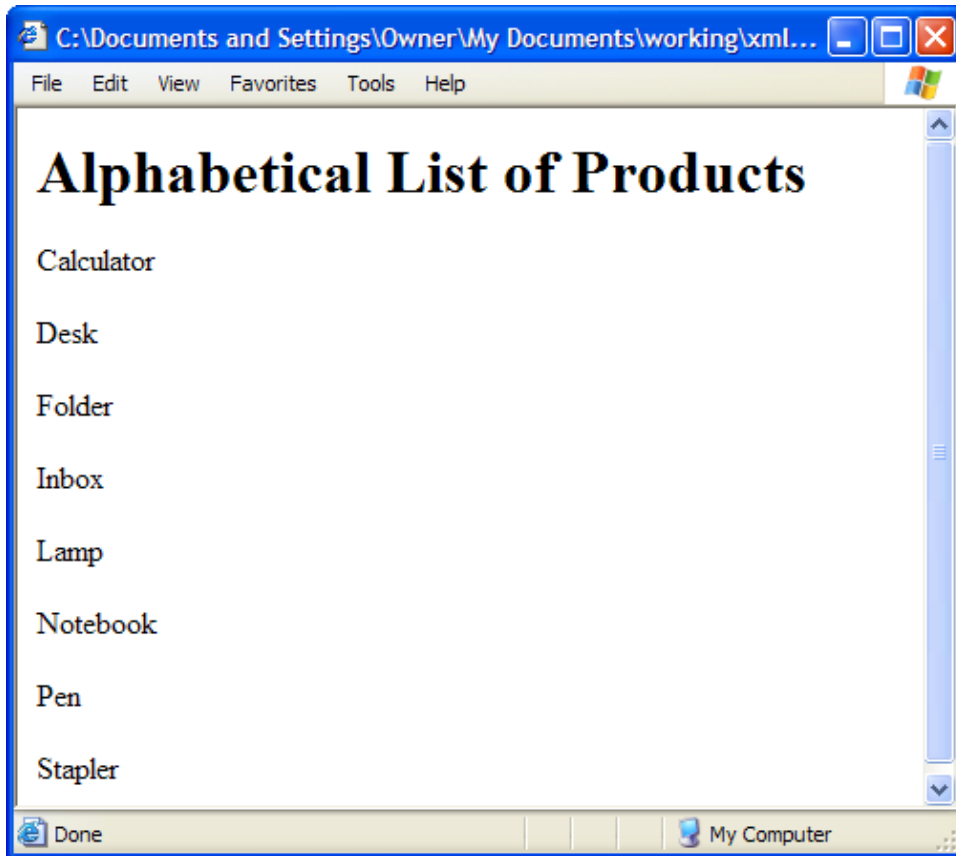 C:\Documents and Settings\Owner\My Documents\working\xml...
File Edit View Favorites Tools Help
Alphabetical List of Products
Calculator
Desk
Folder
Inbox
Lamp
Notebook
Pen
Stapler
Done My Computer